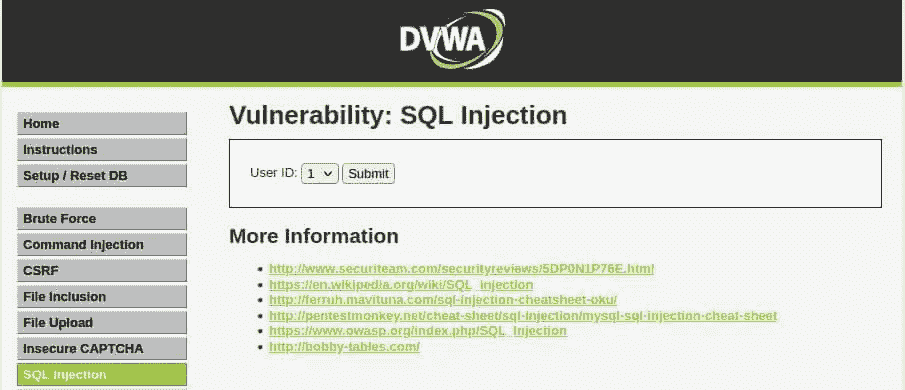 DVWA
Vulnerability: SQL Injection
Home
Instructions
Setup / Reset DB
Brute Force
Command Injection
CSRF
File Inclusion
File Upload
Insecure CAPTCHA
SQL Injection
User ID: 1 Submit
More Information
http://www.securiteam.com/securityreviews/5DP0N1P76E.html
https://en.wikipedia.org/wiki/SQL_injection
http://ferruh.mavituna.com/sql-injection-cheatsheet-oku/
http://pentestmonkey.net/cheat-sheet/sql-injection/mysql-sql-injection-cheat-sheet
https://www.owasp.org/index.php/SQL_Injection
http://bobby-tables.com/